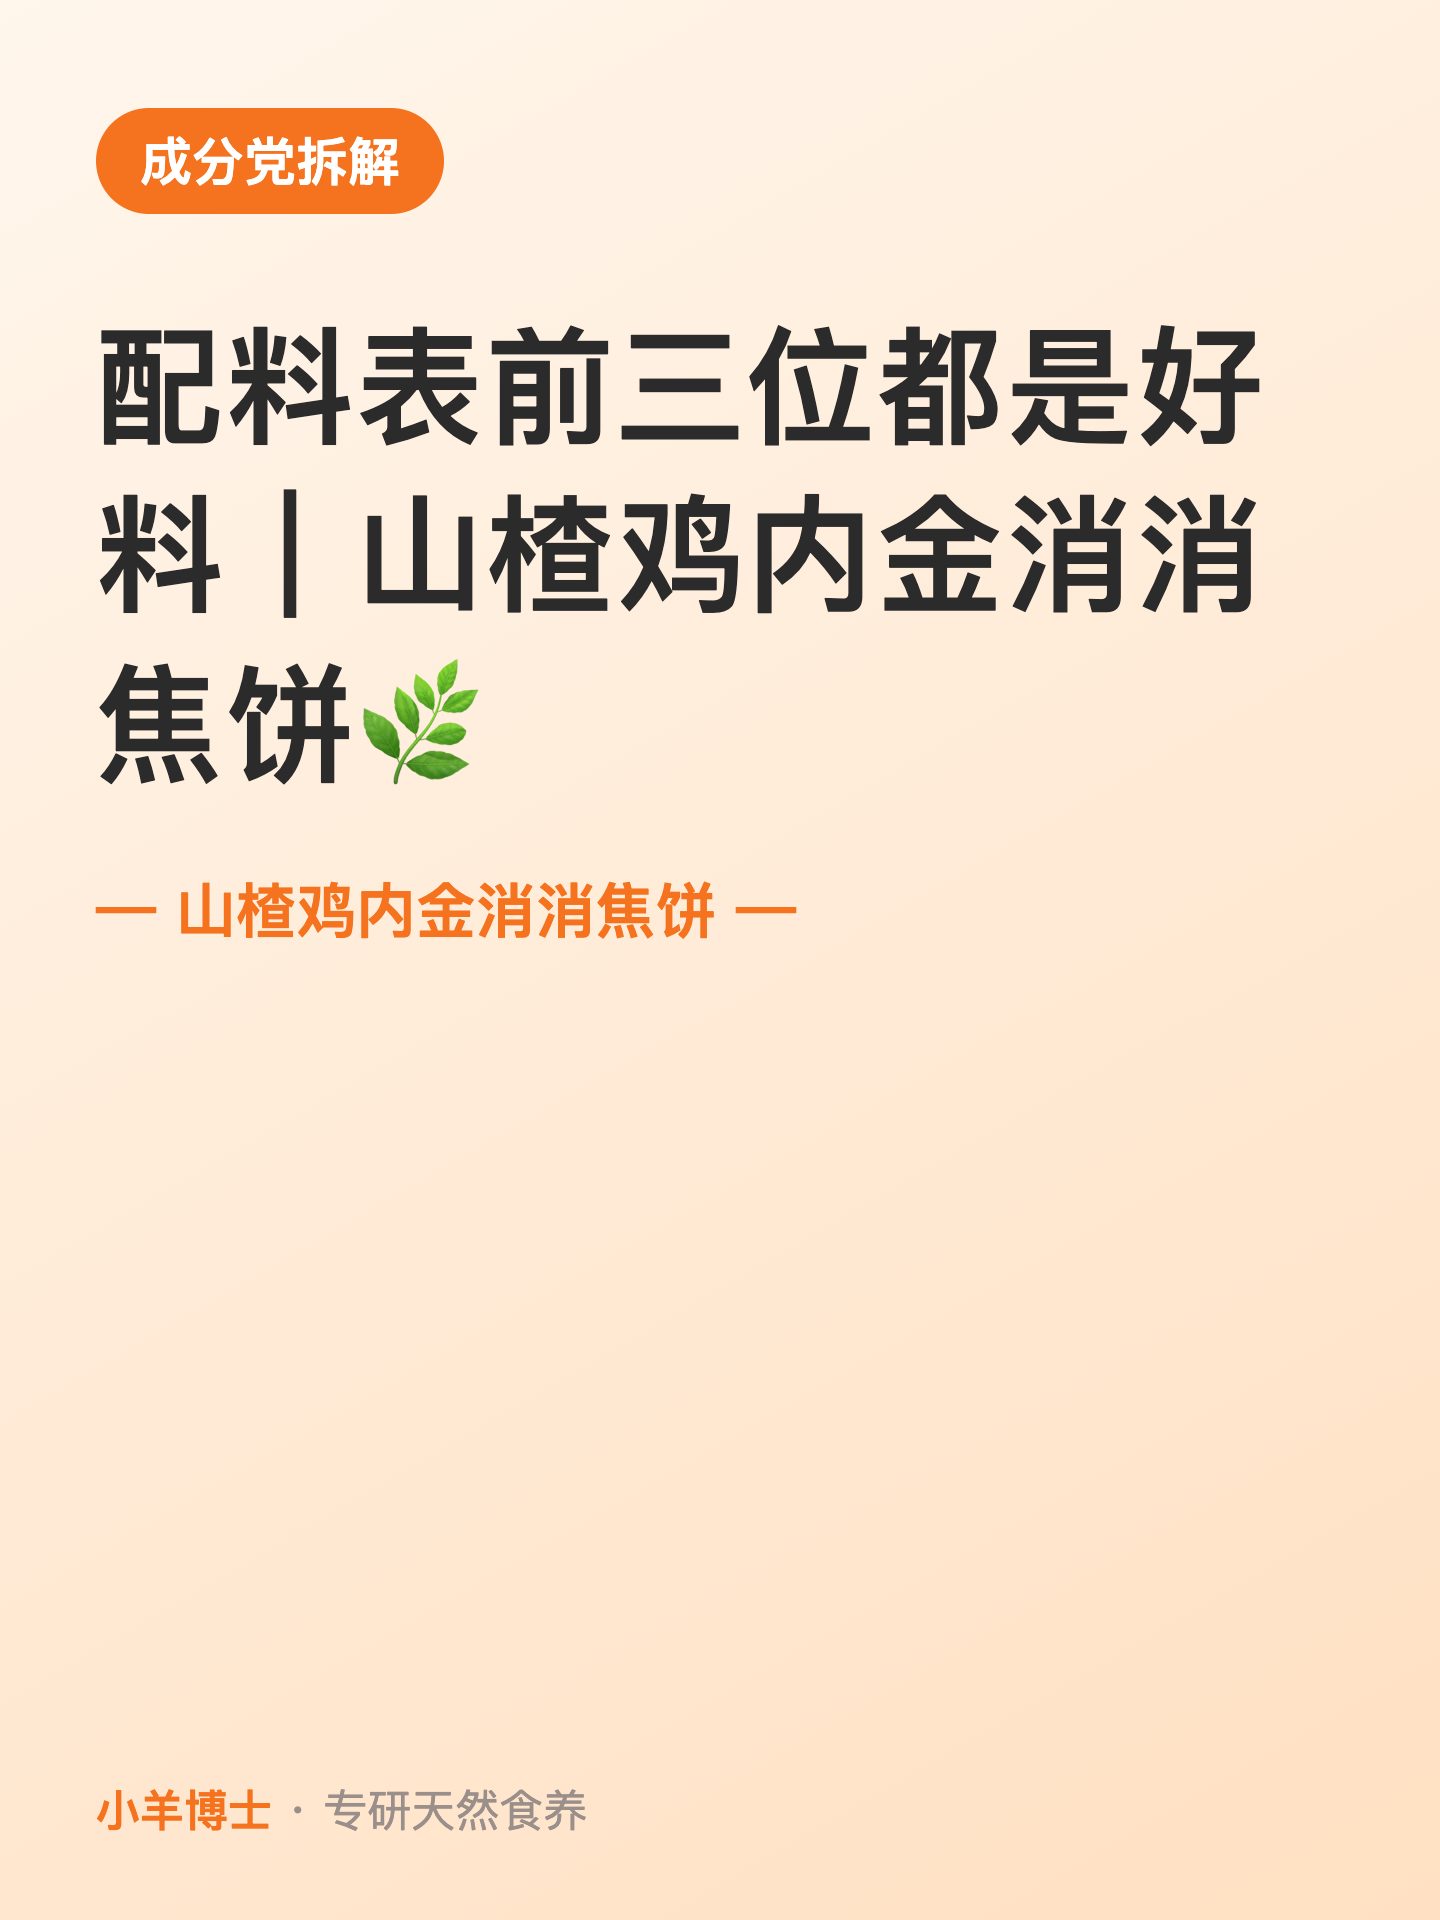 成分党拆解
配料表前三位都是好
料｜山楂鸡内金消消
焦饼🌿
— 山楂鸡内金消消焦饼 —
小羊博士 · 专研天然食养